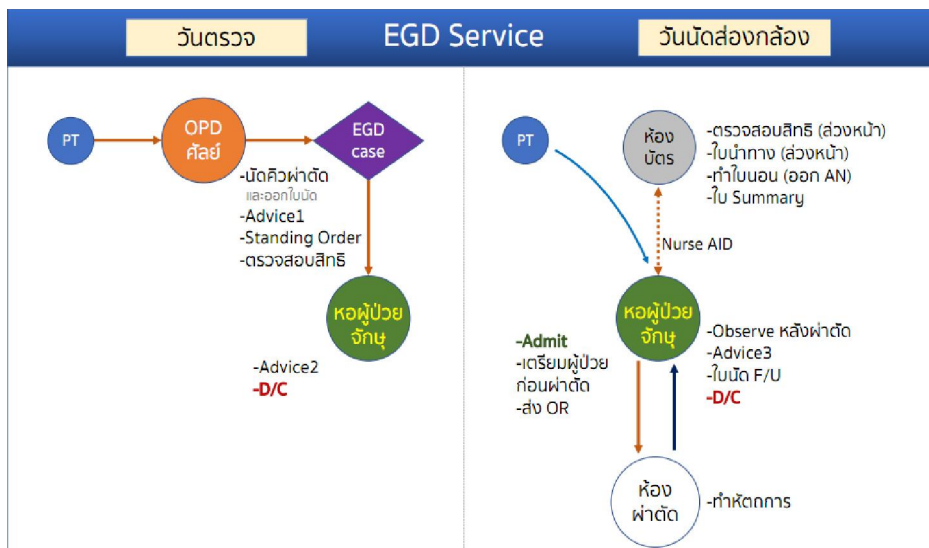 วันตรวจ
EGD Service
วันนัดส่องกล้อง
PT
OPD
ศัลย์
EGD
case
-นัดคิวผ่าตัด
และออกใบนัด
-Advice1
-Standing Order
-ตรวจสอบสิทธิ
หอผู้ป่วย
จักษุ
-Advice2
-D/C
PT
ห้อง
บัตร
-ตรวจสอบสิทธิ (ล่วงหน้า)
-ใบนำทาง (ล่วงหน้า)
-ทำใบนอน (ออก AN)
-ใบ Summary
Nurse AID
หอผู้ป่วย
จักษุ
-Admit
-เตรียมผู้ป่วย
ก่อนผ่าตัด
-ส่ง OR
-Observe หลังผ่าตัด
-Advice3
-ใบนัด F/U
-D/C
ห้อง
ผ่าตัด
-ทำหัตถการ